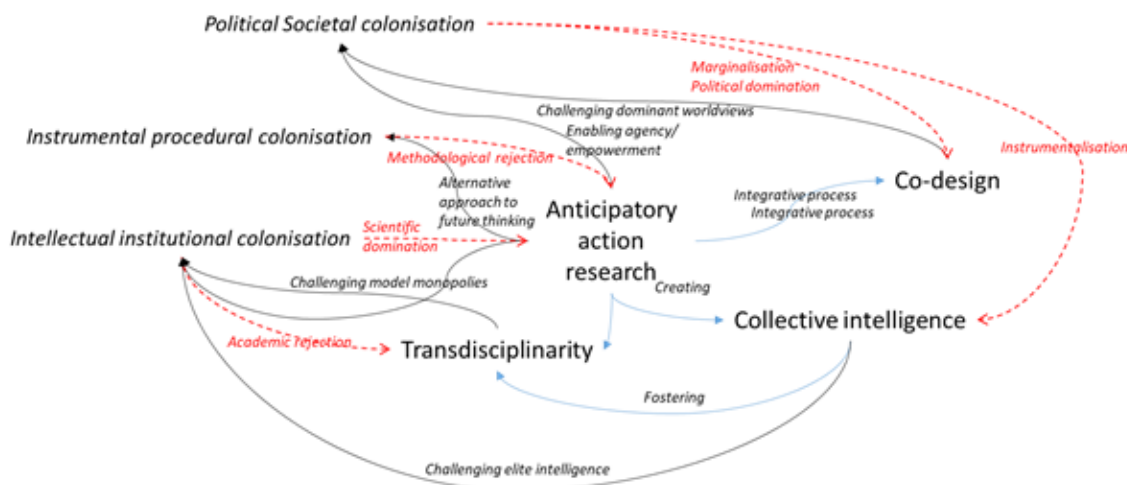 Political Societal colonisation
Marginalisation
Political domination
Challenging dominant worldviews
Enabling agency/
empowerment
Instrumental procedural colonisation
Methodological rejection
Instrumentalisation
Co-design
Alternative
approach to
future thinking
Integrative process
Integrative process
Anticipatory
action
research
Intellectual institutional colonisation
Scientific
domination
Challenging model monopolies
Creating
Collective intelligence
Academic rejection
Transdisciplinarity
Fostering
Challenging elite intelligence